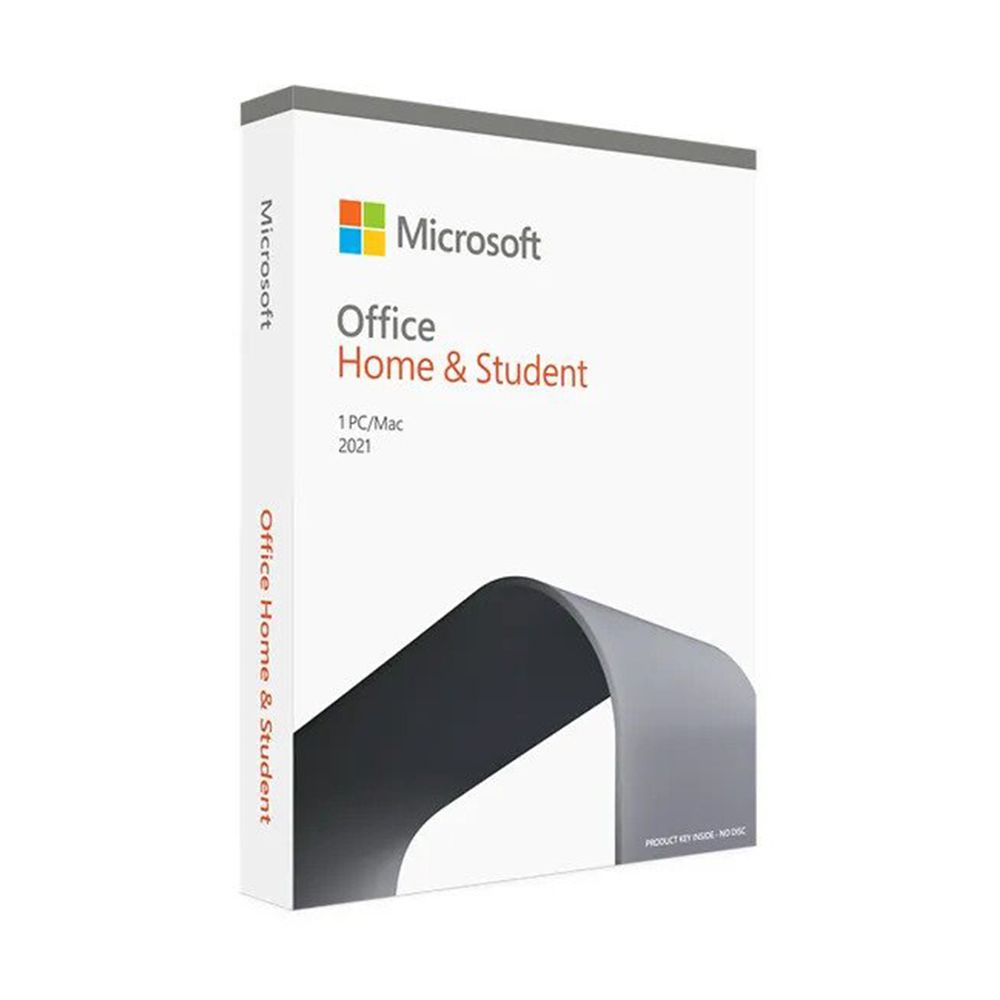 Microsoft
Office
Home & Student
1 PC/Mac
2021
PRODUCT KEY INSIDE - NO DISC
Microsoft
Office Home & Student